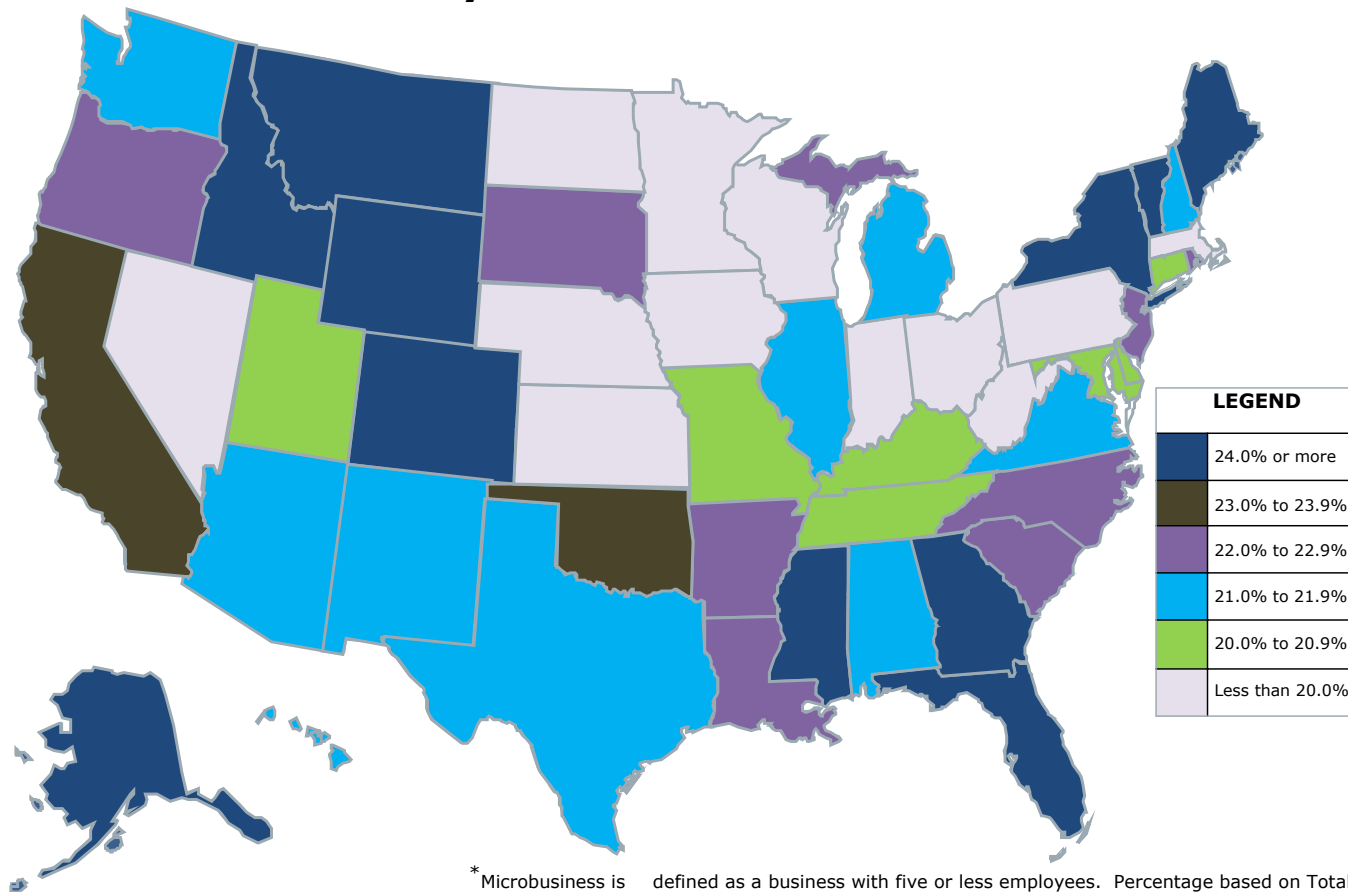 LEGEND
24.0% or more
23.0% to 23.9%
22.0% to 22.9%
21.0% to 21.9%
20.0% to 20.9%
Less than 20.0%
*Microbusiness is defined as a business with five or less employees. Percentage based on Total